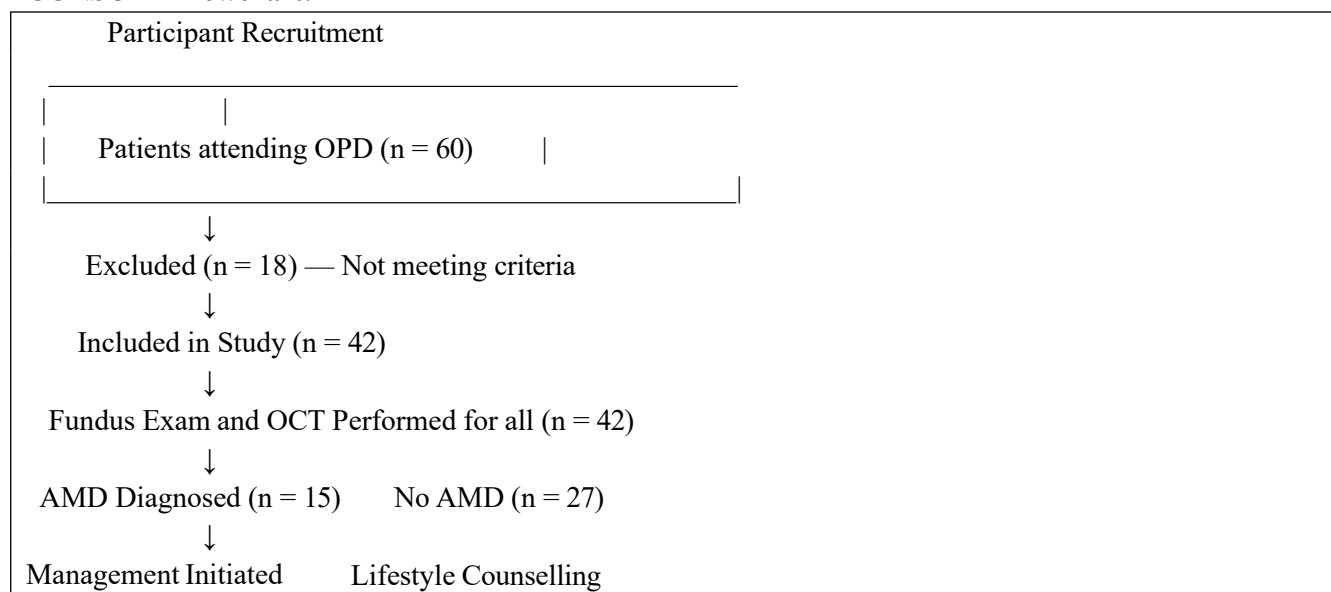 Participant Recruitment
Patients attending OPD (n = 60)
↓
Excluded (n = 18) — Not meeting criteria
↓
Included in Study (n = 42)
↓
Fundus Exam and OCT Performed for all (n = 42)
↓
AMD Diagnosed (n = 15) No AMD (n = 27)
↓
Management Initiated Lifestyle Counselling